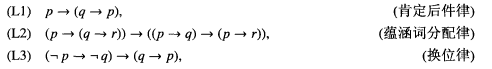 (L1) p → (q → p), (肯定后件律)
(L2) (p → (q → r)) → ((p → q) → (p → r)), (蕴涵词分配律)
(L3) (¬ p → ¬ q) → (q → p), (换位律)